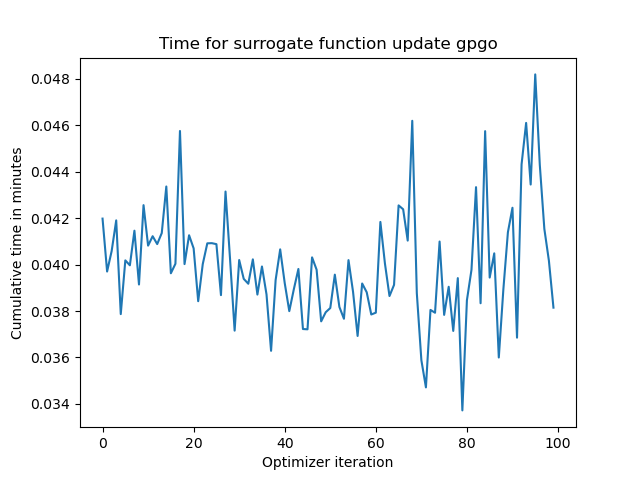 Time for surrogate function update gpgo
0.048
0.046
0.044
0.042
0.040
0.038
0.036
0.034
Cumulative time in minutes
0 20 40 60 80 100
Optimizer iteration